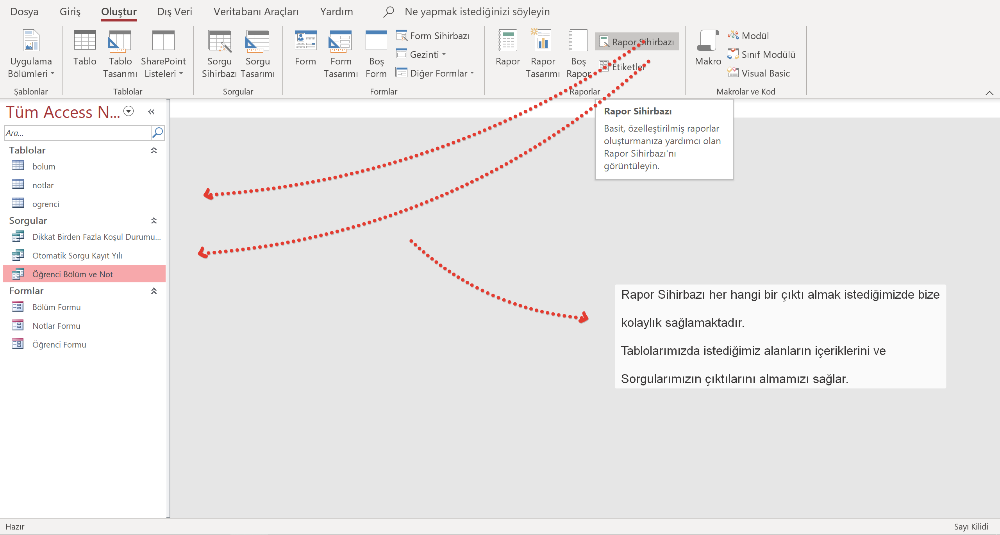 Dosya Giriş Oluştur Dış Veri Veritabanı Araçları Yardım Ne yapmak istediğinizi söyleyin
Uygulama Bölümleri
Şablonlar
Tablo
Tablo Tasarımı
SharePoint Listeleri
Tablolar
Sorgu Sihirbazı
Sorgu Tasarımı
Sorgular
Form
Form Tasarımı
Boş Form
Form Sihirbazı
Gezinti
Diğer Formlar
Formlar
Rapor
Rapor Tasarımı
Boş Rapor
Rapor Sihirbazı
Etiketler
Raporlar
Makro
Modül
Sınıf Modülü
Visual Basic
Makrolar ve Kod
Tüm Access N...
Ara...
Tablolar
bolum
notlar
ogrenci
Sorgular
Dikkat Birden Fazla Koşul Durumu...
Otomatik Sorgu Kayıt Yılı
Öğrenci Bölüm ve Not
Formlar
Bölüm Formu
Notlar Formu
Öğrenci Formu
Rapor Sihirbazı
Basit, özelleştirilmiş raporlar
oluşturmanıza yardımcı olan
Rapor Sihirbazı'nı
görüntüleyin.
Rapor Sihirbazı her hangi bir çıktı almak istediğimizde bize
kolaylık sağlamaktadır.
Tablolarımızda istediğimiz alanların içeriklerini ve
Sorgularımızın çıktılarını almamızı sağlar.
Hazır
Sayı Kilidi